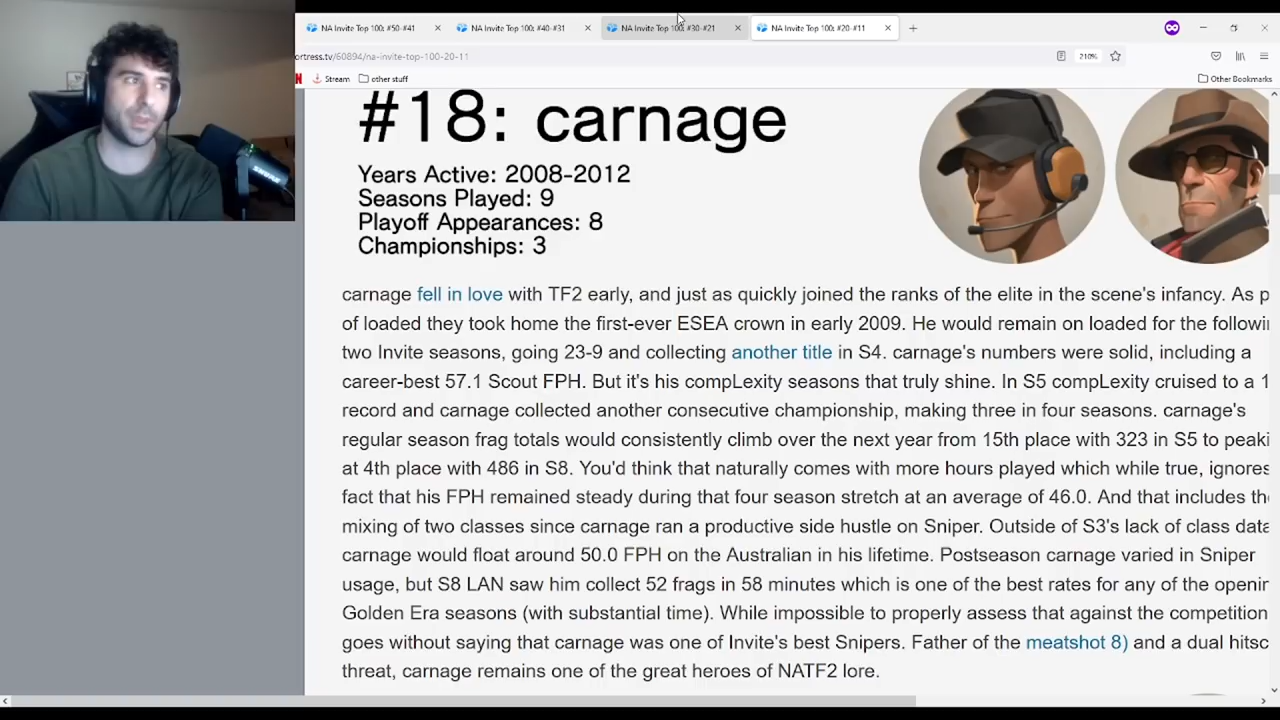 NA Invite Top 100: #50-#41
NA Invite Top 100: #40-#31
NA Invite Top 100: #30-#21
NA Invite Top 100: #20-#11
ortress.tv/60894/na-invite-top-100-20-11
210%
Stream
other stuff
Other Bookmarks
#18: carnage
Years Active: 2008-2012
Seasons Played: 9
Playoff Appearances: 8
Championships: 3
carnage fell in love with TF2 early, and just as quickly joined the ranks of the elite in the scene's infancy. As p
of loaded they took home the first-ever ESEA crown in early 2009. He would remain on loaded for the followi
two Invite seasons, going 23-9 and collecting another title in S4. carnage's numbers were solid, including a
career-best 57.1 Scout FPH. But it's his compLexity seasons that truly shine. In S5 compLexity cruised to a 1
record and carnage collected another consecutive championship, making three in four seasons. carnage's
regular season frag totals would consistently climb over the next year from 15th place with 323 in S5 to peaki
at 4th place with 486 in S8. You'd think that naturally comes with more hours played which while true, ignores
fact that his FPH remained steady during that four season stretch at an average of 46.0. And that includes the
mixing of two classes since carnage ran a productive side hustle on Sniper. Outside of S3's lack of class data
carnage would float around 50.0 FPH on the Australian in his lifetime. Postseason carnage varied in Sniper
usage, but S8 LAN saw him collect 52 frags in 58 minutes which is one of the best rates for any of the openin
Golden Era seasons (with substantial time). While impossible to properly assess that against the competition
goes without saying that carnage was one of Invite's best Snipers. Father of the meatshot 8) and a dual hitsc
threat, carnage remains one of the great heroes of NATF2 lore.
SHURE